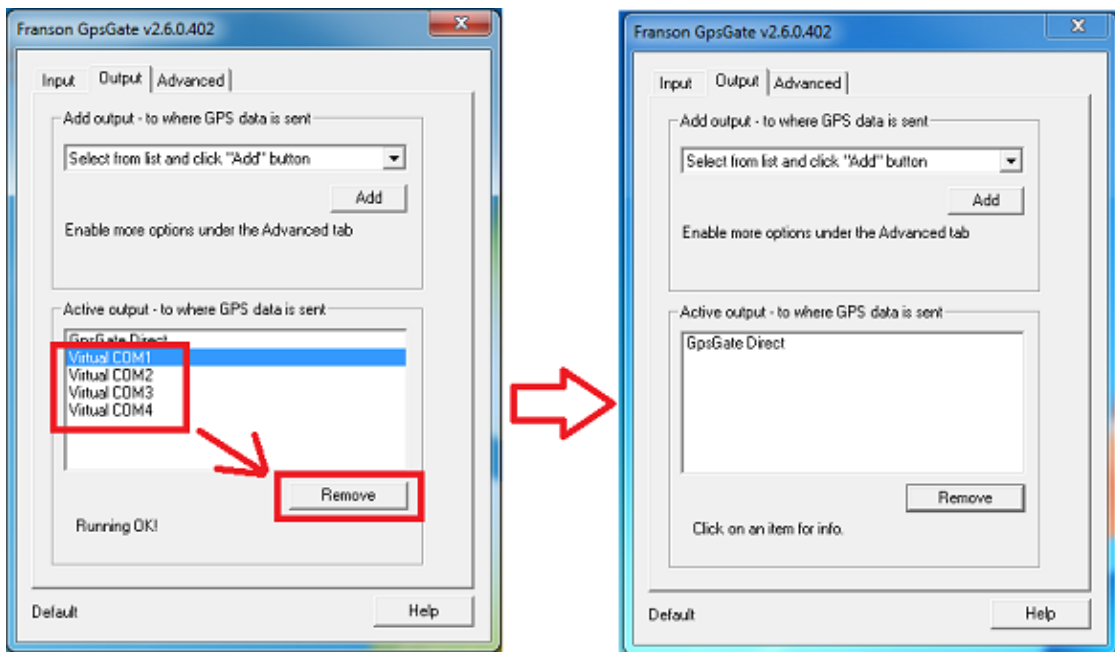 Franson GpsGate v2.6.0.402
Input Output Advanced
Add output - to where GPS data is sent
Select from list and click "Add" button
Add
Enable more options under the Advanced tab
Active output - to where GPS data is sent
GpsGate Direct
Virtual COM1
Virtual COM2
Virtual COM3
Virtual COM4
Remove
Running OK!
Default
Help
Franson GpsGate v2.6.0.402
Input Output Advanced
Add output - to where GPS data is sent
Select from list and click "Add" button
Add
Enable more options under the Advanced tab
Active output - to where GPS data is sent
GpsGate Direct
Remove
Click on an item for info.
Default
Help